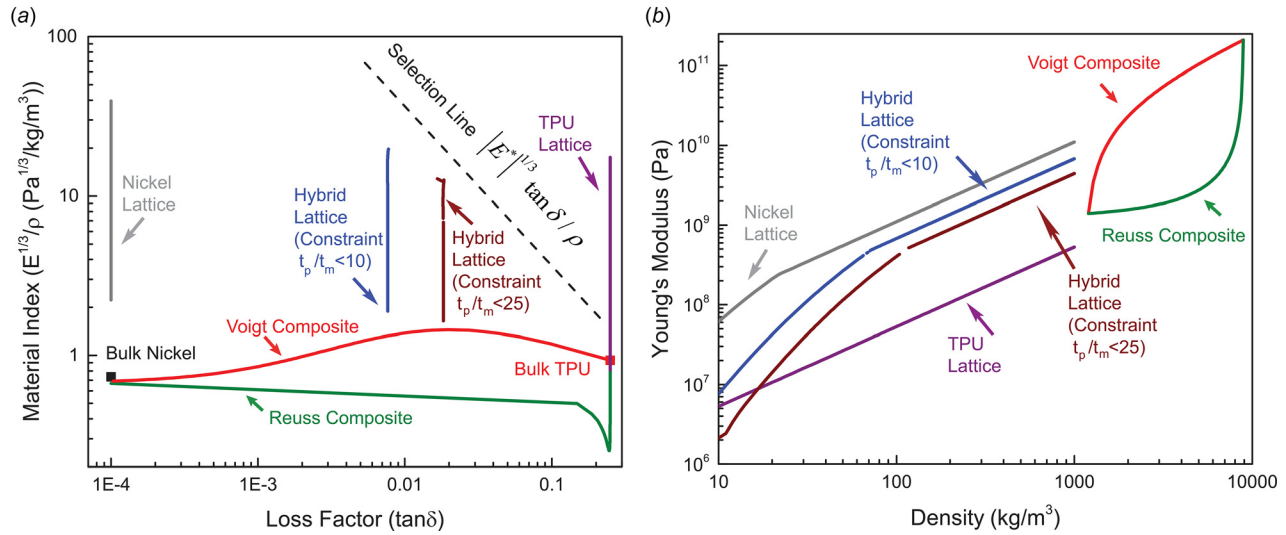 (a)
100
10
1
1E-4
1E-3
0.01
0.1
Material Index (E^1/3/ρ (Pa^1/3/kg/m^3))
Loss Factor (tanδ)
Nickel
Lattice
Bulk Nickel
Voigt Composite
Reuss Composite
Hybrid
Lattice
(Constraint
t_p/t_m<10)
Hybrid
Lattice
(Constraint
t_p/t_m<25)
Selection Line |E*|^1/3 tan δ / ρ
TPU
Lattice
Bulk TPU
(b)
10^11
10^10
10^9
10^8
10^7
10^6
10
100
1000
10000
Young's Modulus (Pa)
Density (kg/m^3)
Nickel
Lattice
Hybrid
Lattice
(Constraint
t_p/t_m<10)
Voigt Composite
Reuss Composite
TPU
Lattice
Hybrid
Lattice
(Constraint
t_p/t_m<25)